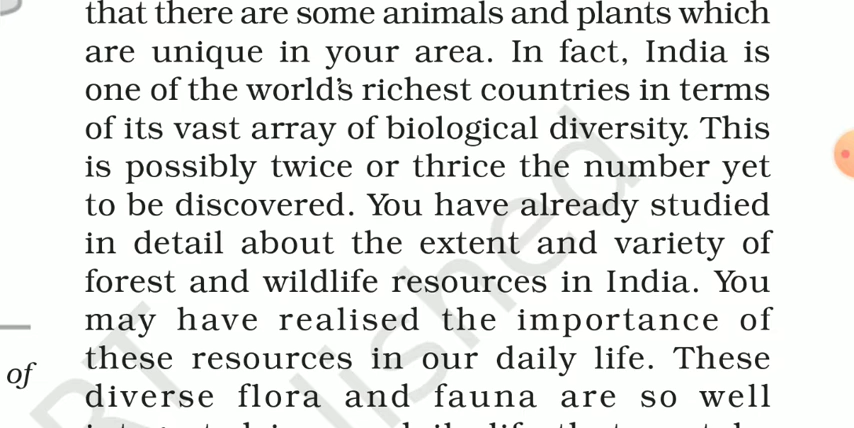 that there are some animals and plants which
are unique in your area. In fact, India is
one of the world's richest countries in terms
of its vast array of biological diversity. This
is possibly twice or thrice the number yet
to be discovered. You have already studied
in detail about the extent and variety of
forest and wildlife resources in India. You
may have realised the importance of
these resources in our daily life. These
of
diverse flora and fauna are so well